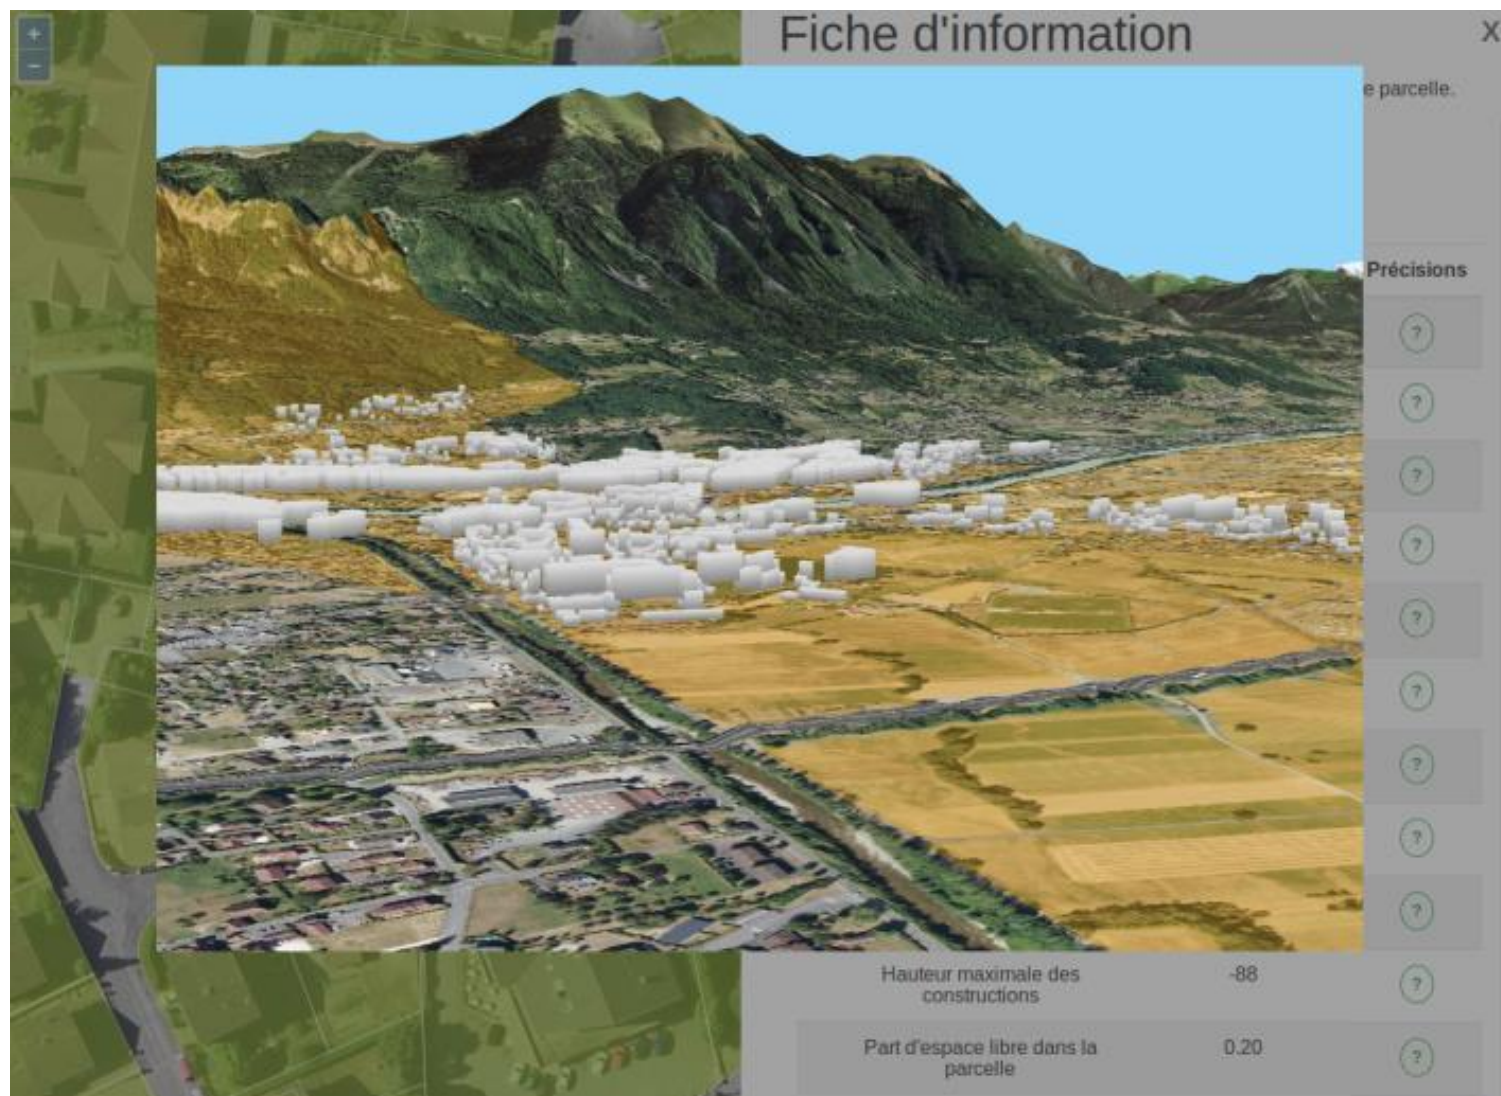 +
−
Fiche d'information
X
e parcelle.
Précisions
?
?
?
?
?
?
?
?
?
Hauteur maximale des
constructions
-88
?
Part d'espace libre dans la
parcelle
0.20
?